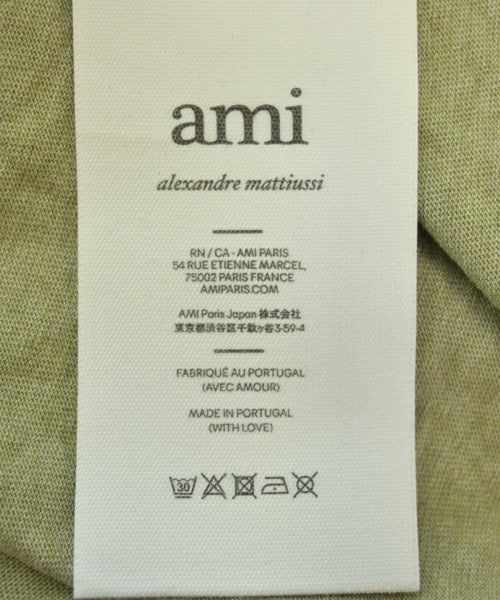 ami
alexandre mattiussi
RN / CA - AMI PARIS
54 RUE ETIENNE MARCEL,
75002 PARIS FRANCE
AMIPARIS.COM
AMI Paris Japan 株式会社
東京都渋谷区千駄ヶ谷3-59-4
FABRIQUÉ AU PORTUGAL
(AVEC AMOUR)
MADE IN PORTUGAL
(WITH LOVE)
30